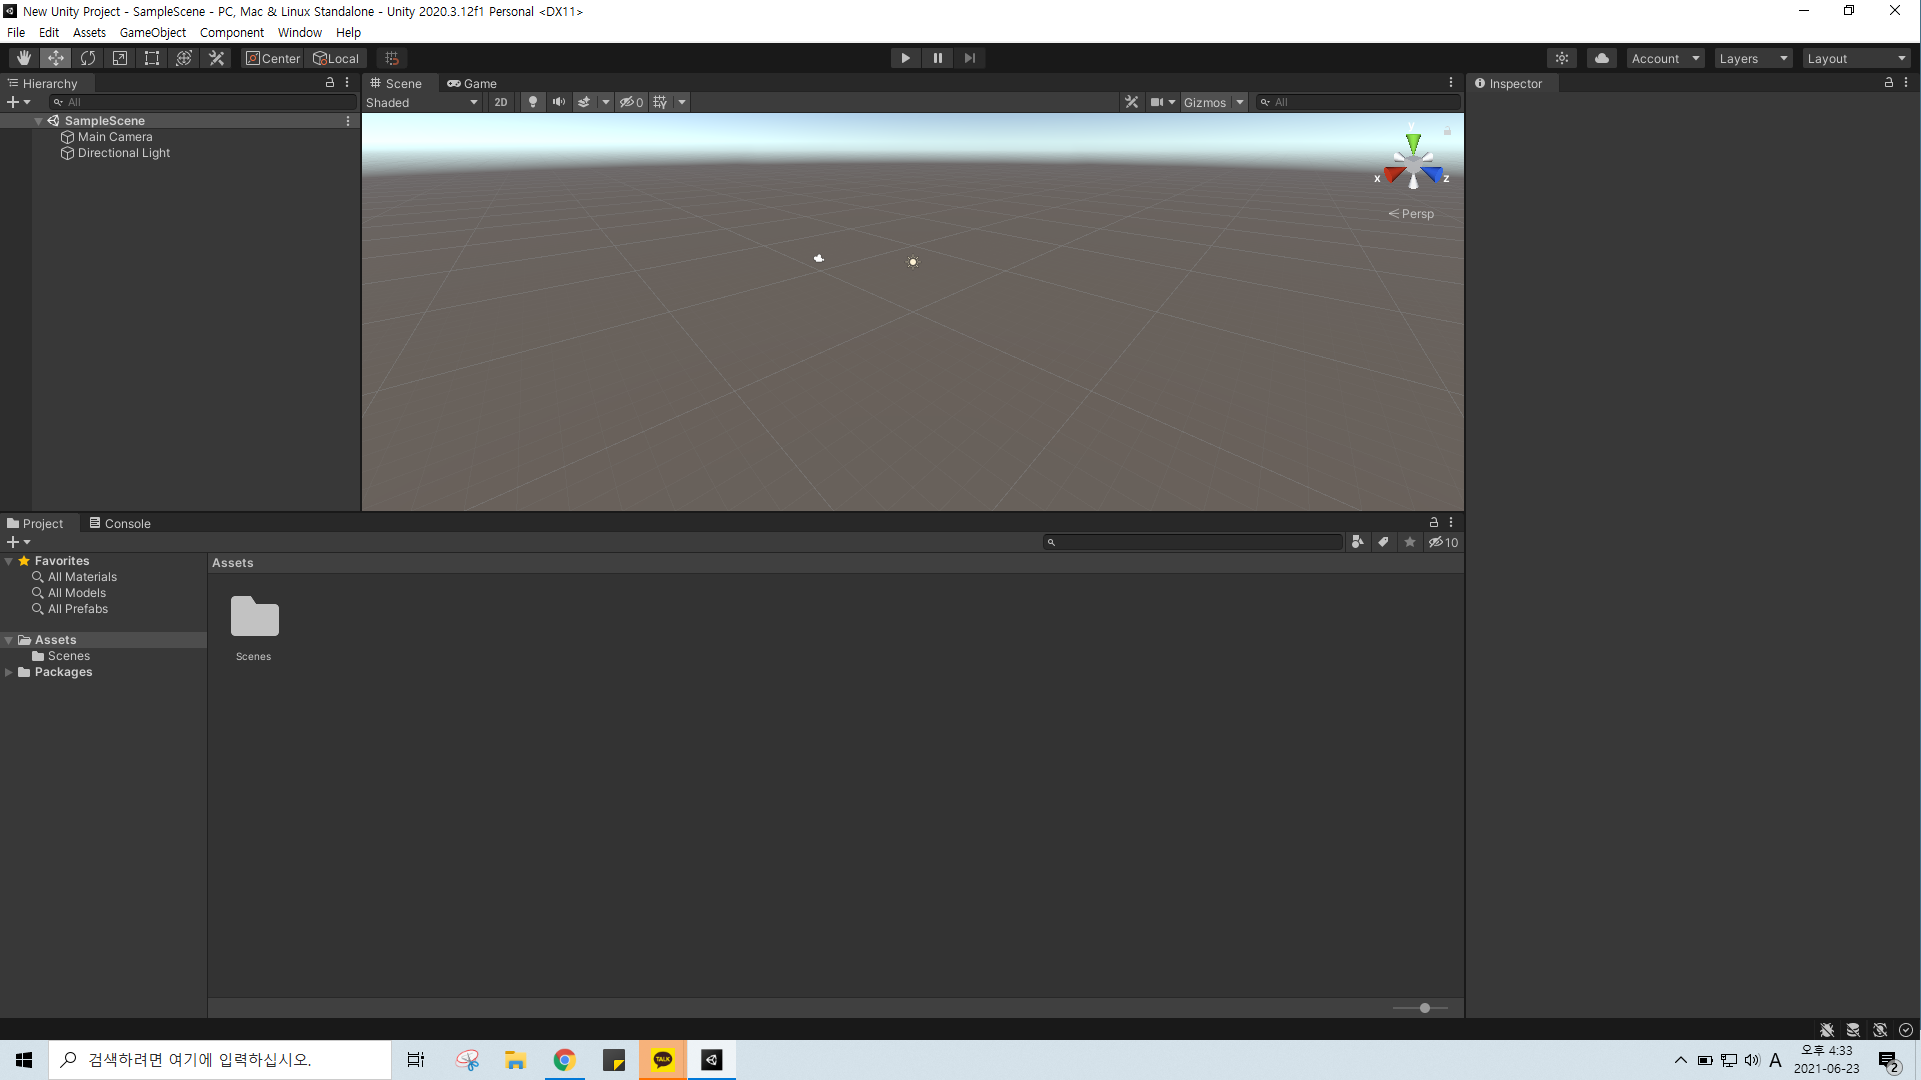 New Unity Project - SampleScene - PC, Mac & Linux Standalone - Unity 2020.3.12f1 Personal <DX11>
File Edit Assets GameObject Component Window Help
Center Local Account Layers Layout
Hierarchy Scene Game Inspector
All Shaded 2D 0 Gizmos All
SampleScene
Main Camera
Directional Light
y
x z
Persp
Project Console
10
Favorites
All Materials
All Models
All Prefabs
Assets
Scenes
Packages
Assets
Scenes
검색하려면 여기에 입력하십시오.
TALK
A
오후 4:33
2021-06-23
2